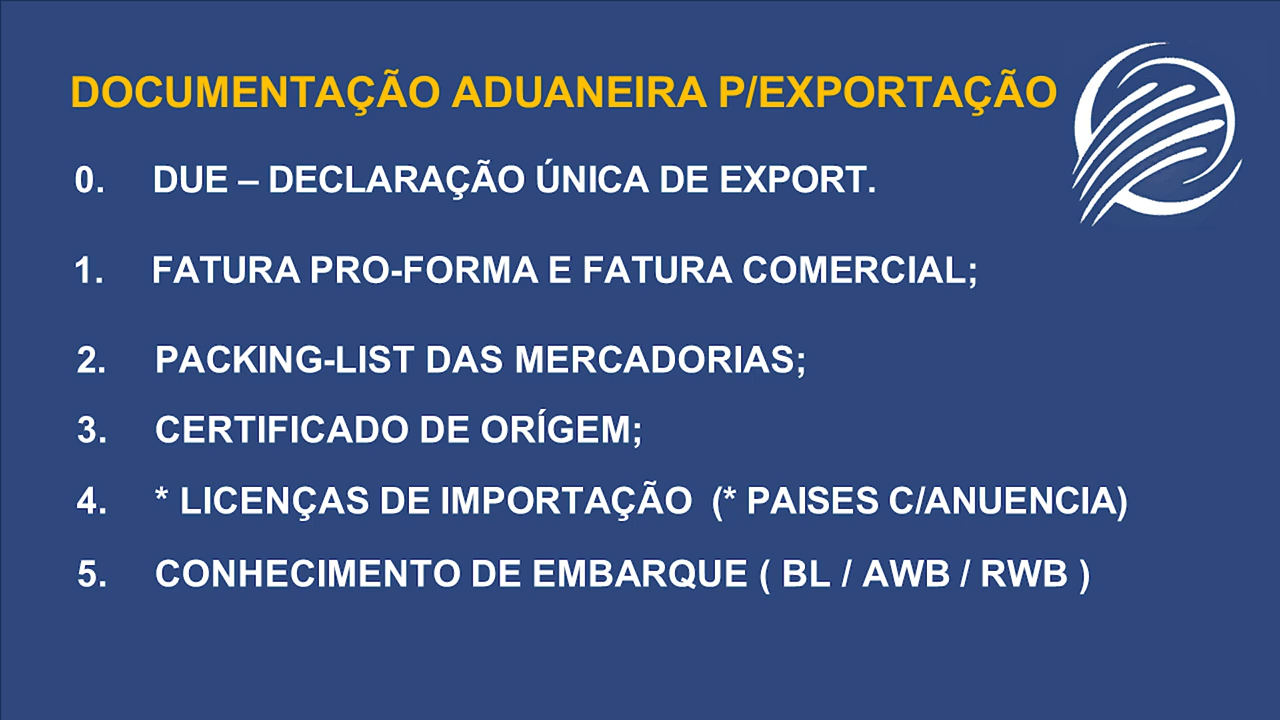 DOCUMENTAÇÃO ADUANEIRA P/EXPORTAÇÃO
0. DUE – DECLARAÇÃO ÚNICA DE EXPORT.
1. FATURA PRO-FORMA E FATURA COMERCIAL;
2. PACKING-LIST DAS MERCADORIAS;
3. CERTIFICADO DE ORÍGEM;
4. * LICENÇAS DE IMPORTAÇÃO (* PAISES C/ANUENCIA)
5. CONHECIMENTO DE EMBARQUE ( BL / AWB / RWB )